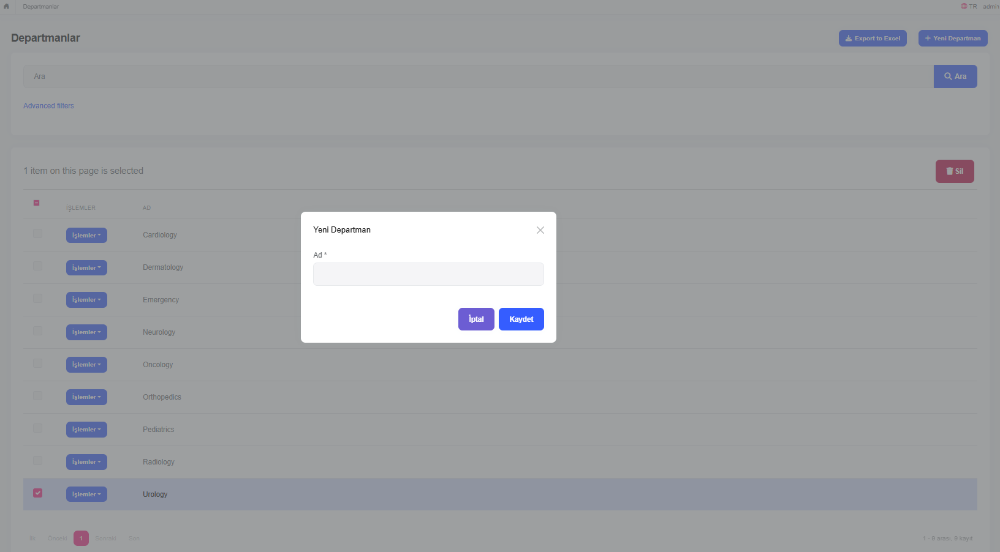 Departmanlar
TR admin
Departmanlar
Export to Excel
+ Yeni Departman
Ara
Ara
Advanced filters
1 item on this page is selected
Sil
İŞLEMLER AD
İşlemler Cardiology
İşlemler Dermatology
İşlemler Emergency
İşlemler Neurology
İşlemler Oncology
İşlemler Orthopedics
İşlemler Pediatrics
İşlemler Radiology
İşlemler Urology
Yeni Departman
Ad *
İptal Kaydet
İlk Önceki 1 Sonraki Son
1 - 9 arası, 9 kayıt